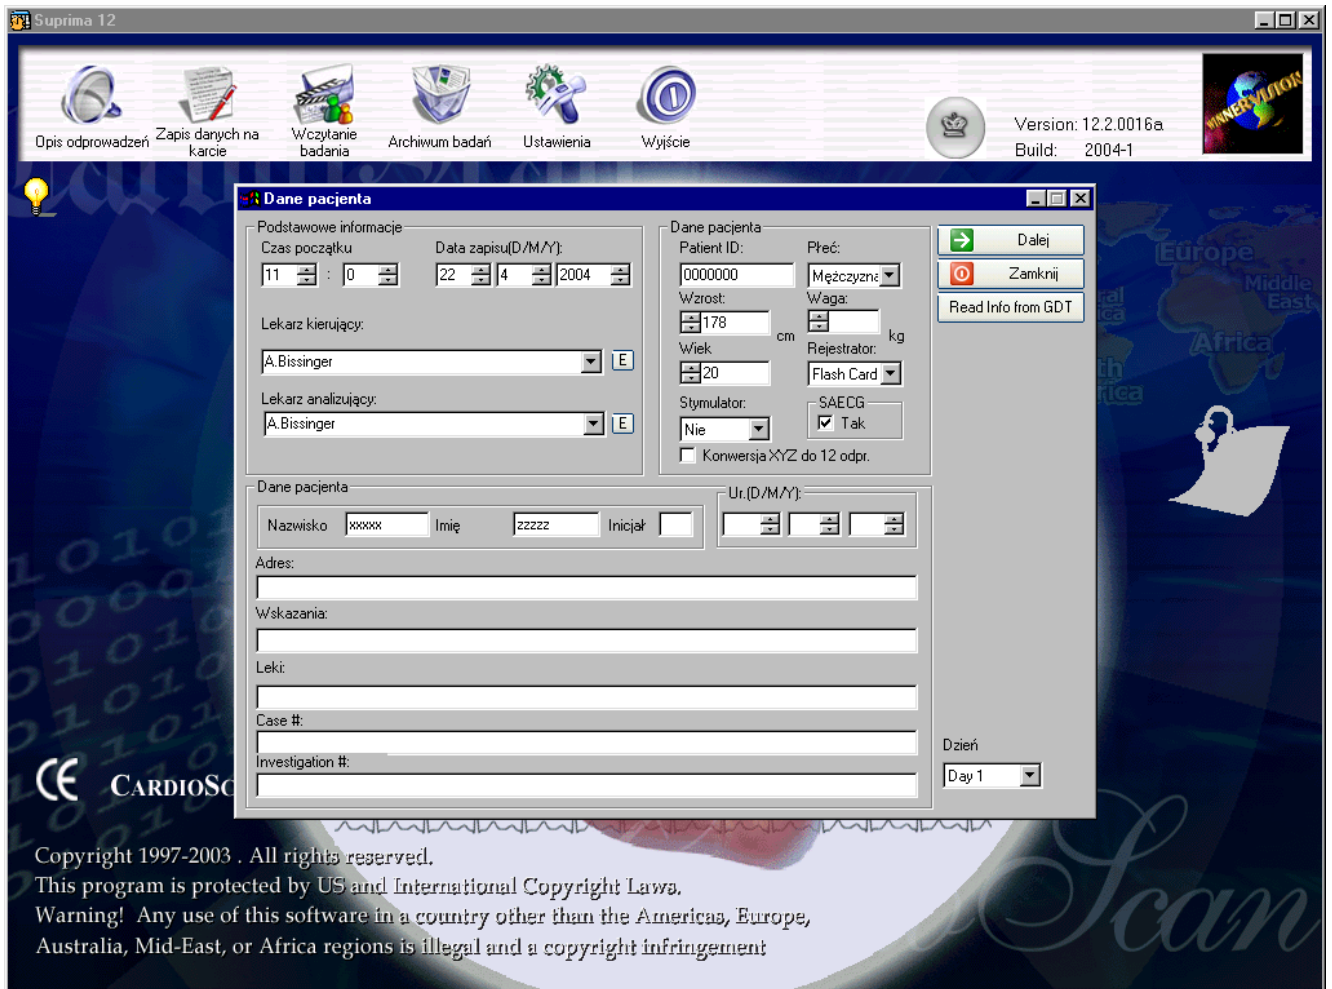 Suprima 12
Opis odprowadzeń
Zapis danych na
karcie
Wczytanie
badania
Archiwum badań
Ustawienia
Wyjście
Version: 12.2.0016a
Build: 2004-1
WINNERVISION
Dane pacjenta
Podstawowe informacje
Czas początku
Data zapisu(D/M/Y):
11 : 0
22 4 2004
Lekarz kierujący:
A.Bissinger
E
Lekarz analizujący:
A.Bissinger
E
Dane pacjenta
Patient ID:
Płeć:
0000000
Mężczyzna
Wzrost:
Waga:
178
cm
kg
Wiek
Rejestrator:
20
Flash Card
Stymulator:
SAECG
Nie
Tak
Konwersja XYZ do 12 odpr.
Dalej
Zamknij
Read Info from GDT
Dane pacjenta
Ur.(D/M/Y):
Nazwisko xxxxx Imię zzzzz Inicjał
Adres:
Wskazania:
Leki:
Case #:
Investigation #:
Dzień
Day 1
Europe
Middle
East
Africa
CE CARDIOSC
Scan
Copyright 1997-2003 . All rights reserved.
This program is protected by US and International Copyright Laws.
Warning! Any use of this software in a country other than the Americas, Europe,
Australia, Mid-East, or Africa regions is illegal and a copyright infringement